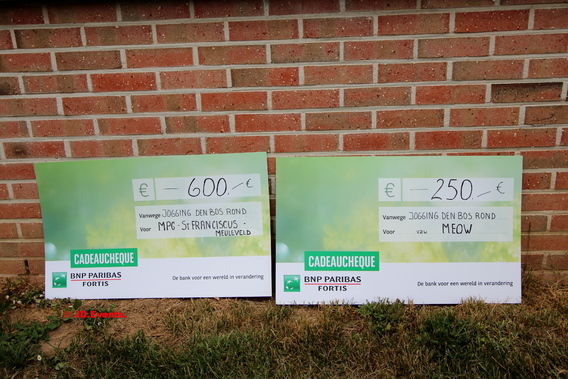 € — 600,— €
Vanwege JOGGING DEN BOS ROND
Voor MPC - St FRANCISCUS -
MEULEVELD
CADEAUCHEQUE
BNP PARIBAS
FORTIS
De bank voor een wereld in verandering
€ — 250,— €
Vanwege JOGGING DEN BOS ROND
Voor vzw MEOW
CADEAUCHEQUE
BNP PARIBAS
FORTIS
De bank voor een wereld in verandering